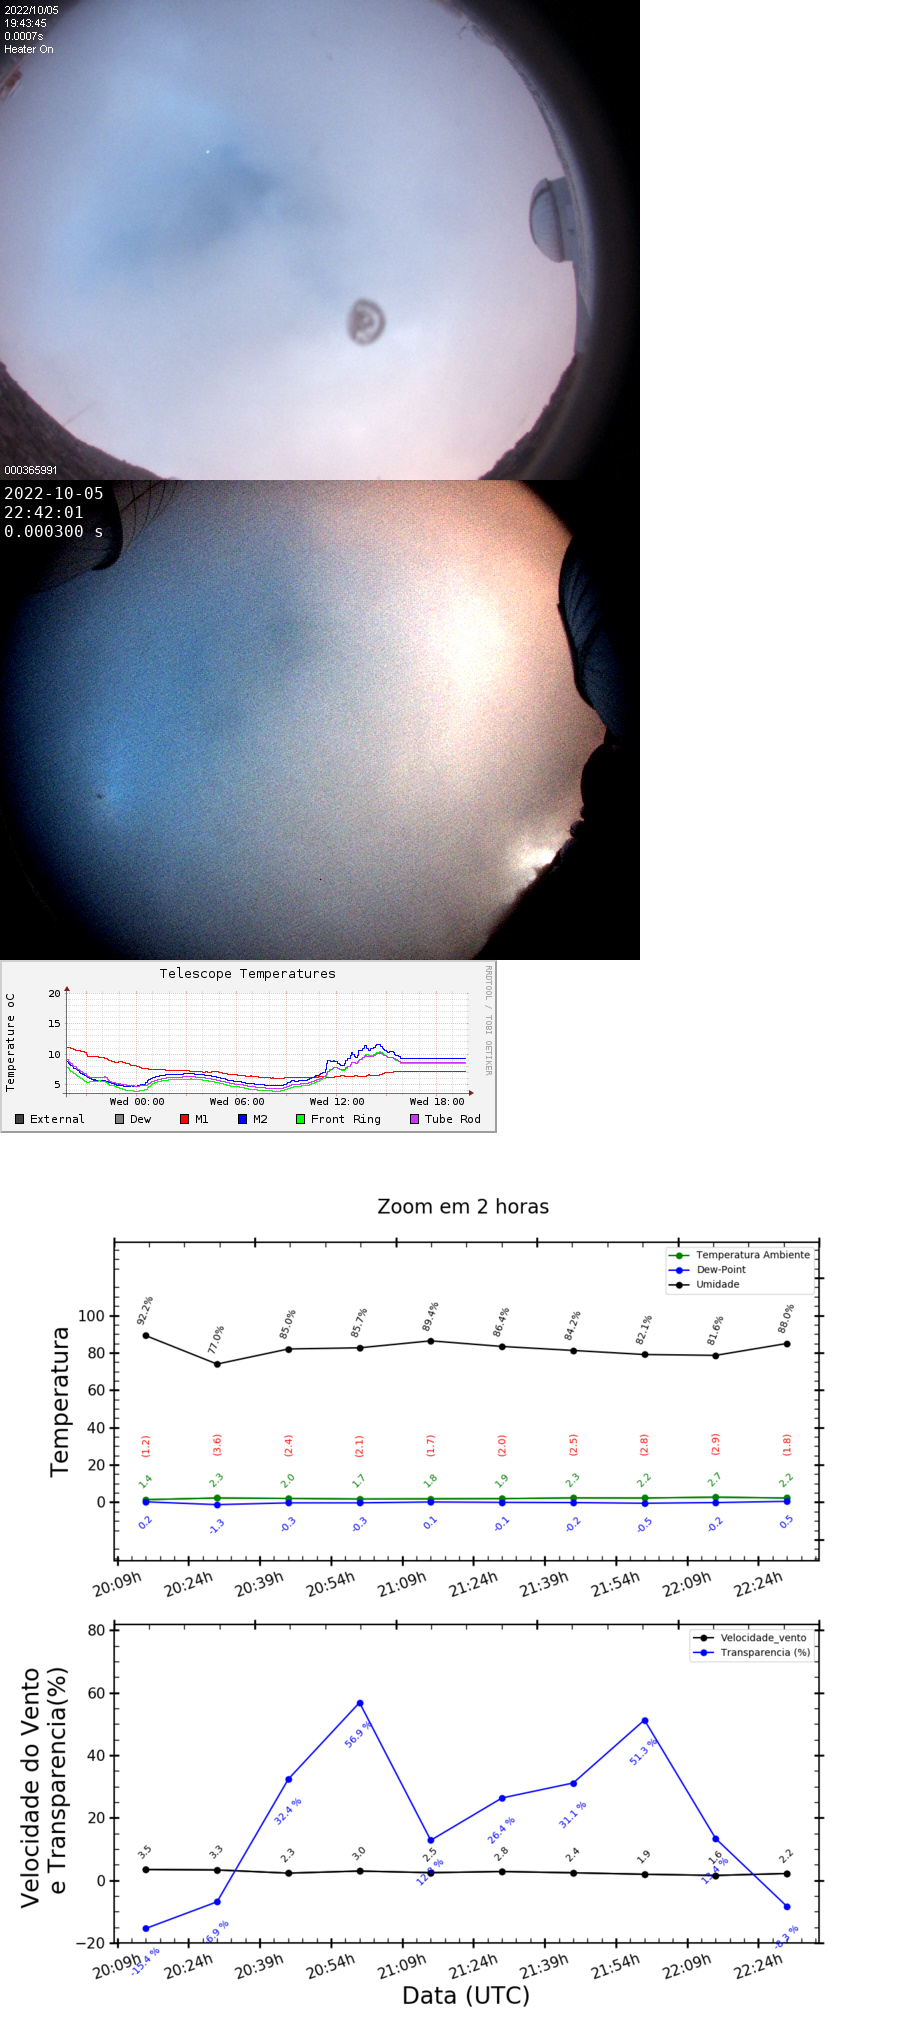 2022/10/05
19:43:45
0.0007s
Heater On
000365991
2022-10-05
22:42:01
0.000300 s
Telescope Temperatures
RRDTOOL / TOBI OETIKER
Temperature oC
20
15
10
5
Wed 00:00 Wed 06:00 Wed 12:00 Wed 18:00
External Dew M1 M2 Front Ring Tube Rod
Zoom em 2 horas
Temperatura Ambiente
Dew-Point
Umidade
Temperatura
100
80
60
40
20
0
92.2% 77.0% 85.0% 85.7% 89.4% 86.4% 84.2% 82.1% 81.6% 88.0%
(1.2) (3.6) (2.4) (2.1) (1.7) (2.0) (2.5) (2.8) (2.9) (1.8)
1.4 2.3 2.0 1.7 1.8 1.9 2.3 2.2 2.7 2.2
0.2 -1.3 -0.3 -0.3 0.1 -0.1 -0.2 -0.5 -0.2 0.5
20:09h 20:24h 20:39h 20:54h 21:09h 21:24h 21:39h 21:54h 22:09h 22:24h
Velocidade_vento
Transparencia (%)
Velocidade do Vento
e Transparencia(%)
80
60
40
20
0
−20
56.9 % 51.3 %
32.4 % 26.4 % 31.1 %
3.5 3.3 2.3 3.0 2.5 2.8 2.4 1.9 1.6 2.2
13.4 %
-15.4 % -8.3 %
20:09h 20:24h 20:39h 20:54h 21:09h 21:24h 21:39h 21:54h 22:09h 22:24h
Data (UTC)